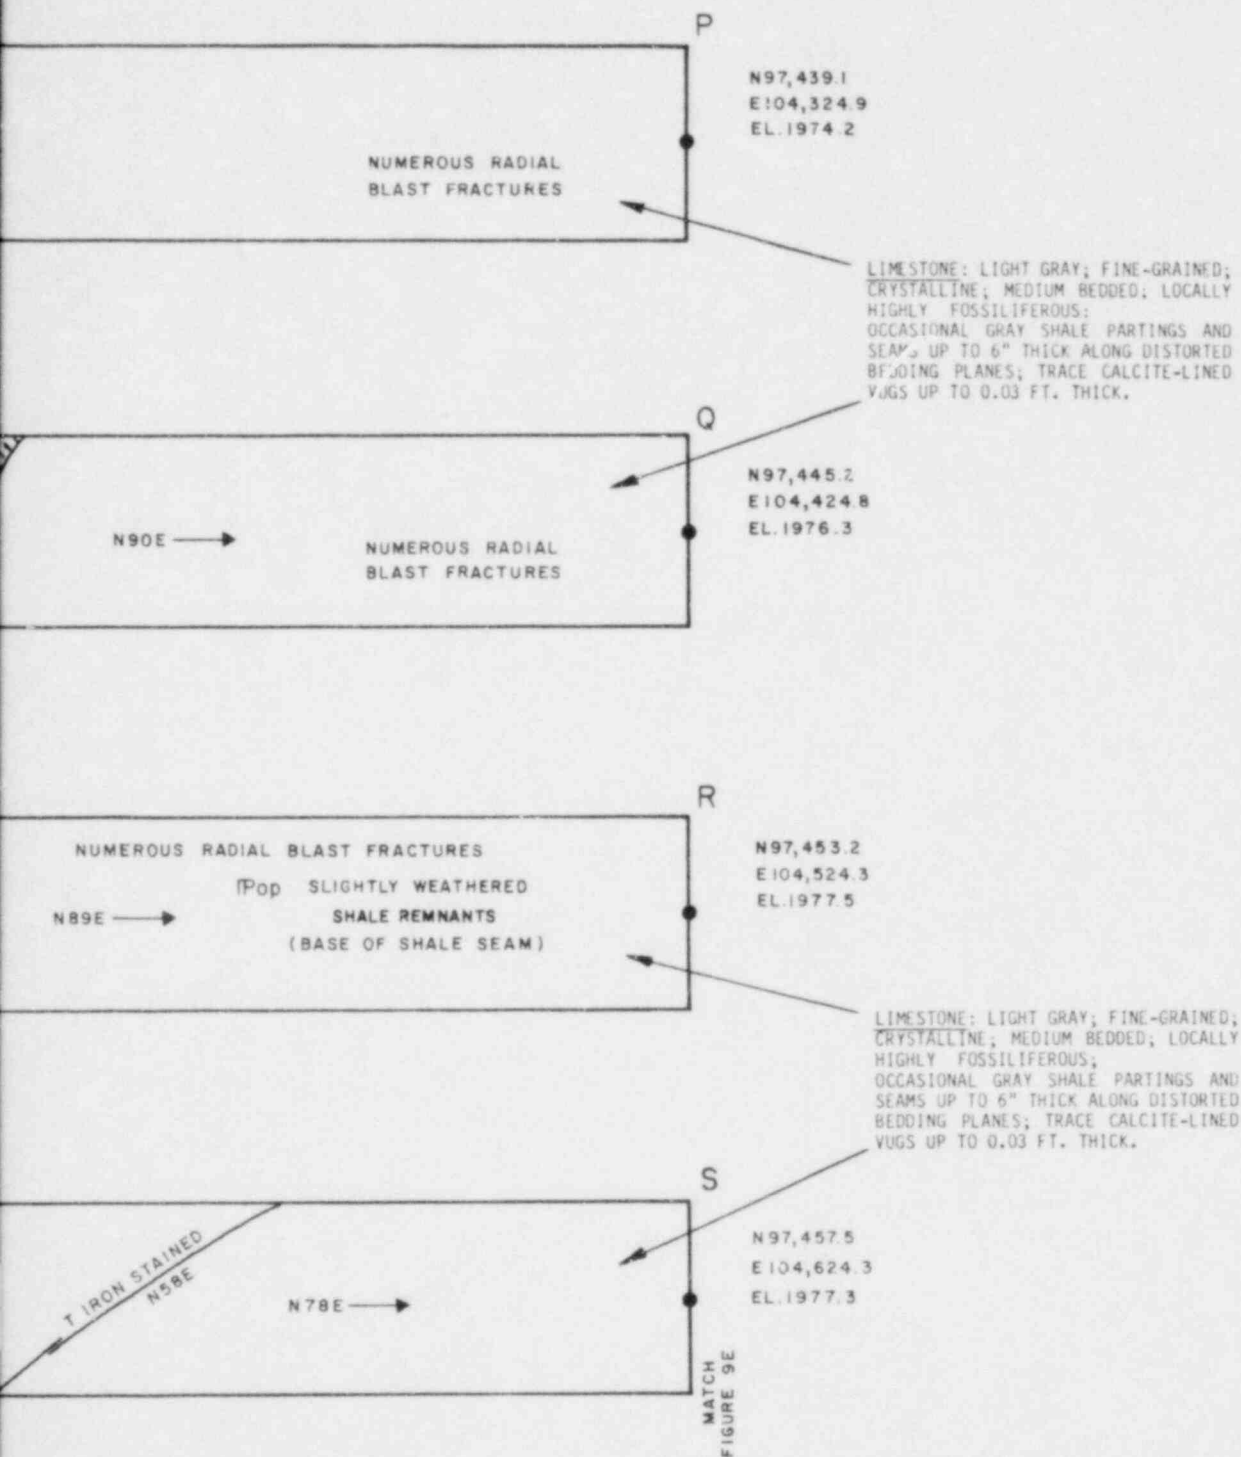 P
N97,439.1
E104,324.9
EL.1974.2
NUMEROUS RADIAL
BLAST FRACTURES
LIMESTONE: LIGHT GRAY; FINE-GRAINED;
CRYSTALLINE; MEDIUM BEDDED; LOCALLY
HIGHLY FOSSILIFEROUS:
OCCASIONAL GRAY SHALE PARTINGS AND
SEAMS UP TO 6" THICK ALONG DISTORTED
BEDDING PLANES; TRACE CALCITE-LINED
VUGS UP TO 0.03 FT. THICK.
Q
N97,445.2
E104,424.8
EL.1976.3
N90E
NUMEROUS RADIAL
BLAST FRACTURES
R
NUMEROUS RADIAL BLAST FRACTURES
N97,453.2
E104,524.3
EL.1977.5
Pop SLIGHTLY WEATHERED
N89E
SHALE REMNANTS
(BASE OF SHALE SEAM)
LIMESTONE: LIGHT GRAY; FINE-GRAINED;
CRYSTALLINE; MEDIUM BEDDED; LOCALLY
HIGHLY FOSSILIFEROUS;
OCCASIONAL GRAY SHALE PARTINGS AND
SEAMS UP TO 6" THICK ALONG DISTORTED
BEDDING PLANES; TRACE CALCITE-LINED
VUGS UP TO 0.03 FT. THICK.
S
N97,457.5
E104,624.3
EL.1977.3
T IRON STAINED
N58E
N78E
MATCH
FIGURE 9E